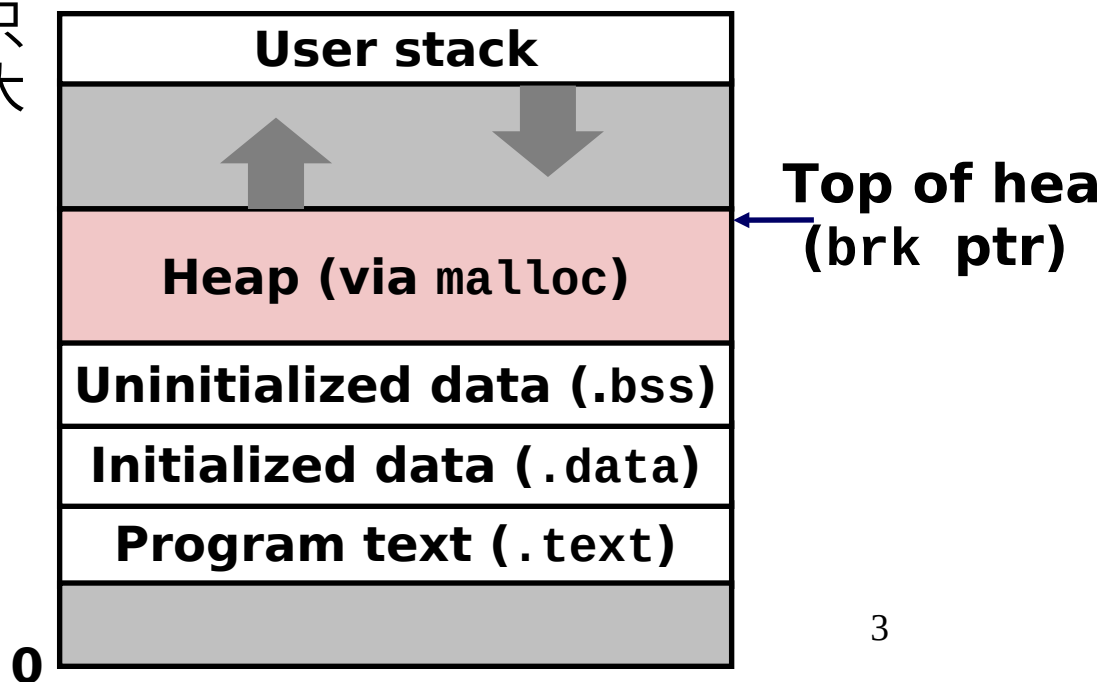 User stack
Top of hea
(brk ptr)
Heap (via malloc)
Uninitialized data (.bss)
Initialized data (.data)
Program text (.text)
3
0